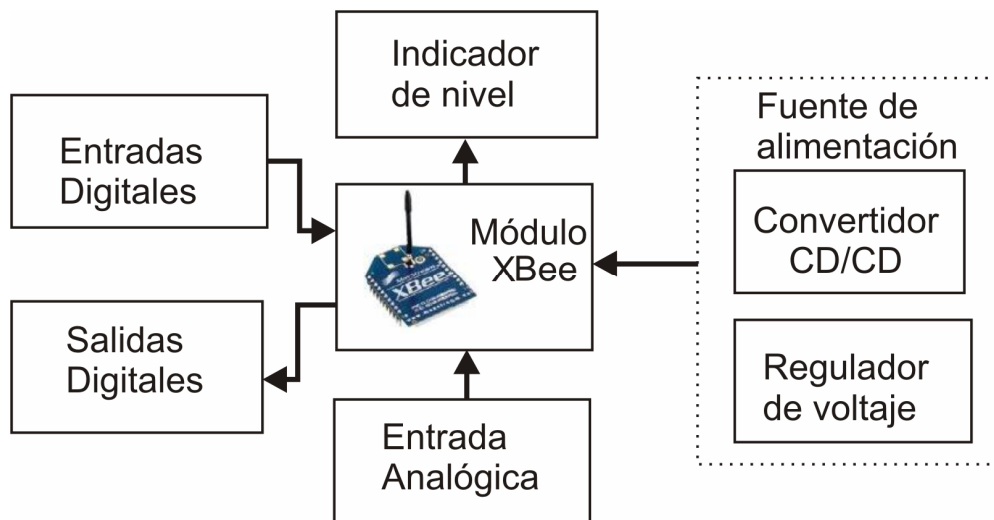 Indicador
de nivel
Entradas
Digitales
Fuente de
alimentación
Módulo
XBee
Convertidor
CD/CD
XBee
Salidas
Digitales
Regulador
de voltaje
Entrada
Analógica